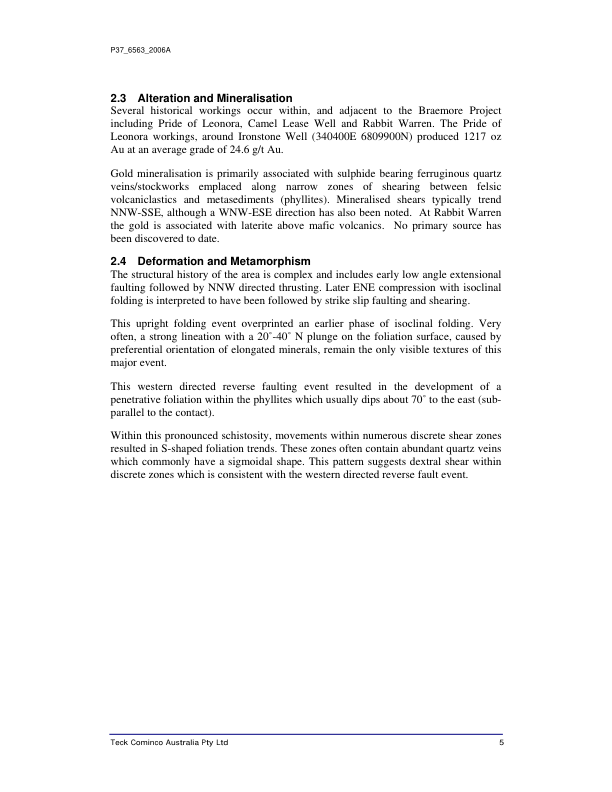 P37_6563_2006A
2.3 Alteration and Mineralisation
Several historical workings occur within, and adjacent to the Braemore Project
including Pride of Leonora, Camel Lease Well and Rabbit Warren. The Pride of
Leonora workings, around Ironstone Well (340400E 6809900N) produced 1217 oz
Au at an average grade of 24.6 g/t Au.
Gold mineralisation is primarily associated with sulphide bearing ferruginous quartz
veins/stockworks emplaced along narrow zones of shearing between felsic
volcaniclastics and metasediments (phyllites). Mineralised shears typically trend
NNW-SSE, although a WNW-ESE direction has also been noted. At Rabbit Warren
the gold is associated with laterite above mafic volcanics. No primary source has
been discovered to date.
2.4 Deformation and Metamorphism
The structural history of the area is complex and includes early low angle extensional
faulting followed by NNW directed thrusting. Later ENE compression with isoclinal
folding is interpreted to have been followed by strike slip faulting and shearing.
This upright folding event overprinted an earlier phase of isoclinal folding. Very
often, a strong lineation with a 20˚-40˚ N plunge on the foliation surface, caused by
preferential orientation of elongated minerals, remain the only visible textures of this
major event.
This western directed reverse faulting event resulted in the development of a
penetrative foliation within the phyllites which usually dips about 70˚ to the east (sub-
parallel to the contact).
Within this pronounced schistosity, movements within numerous discrete shear zones
resulted in S-shaped foliation trends. These zones often contain abundant quartz veins
which commonly have a sigmoidal shape. This pattern suggests dextral shear within
discrete zones which is consistent with the western directed reverse fault event.
Teck Cominco Australia Pty Ltd 5